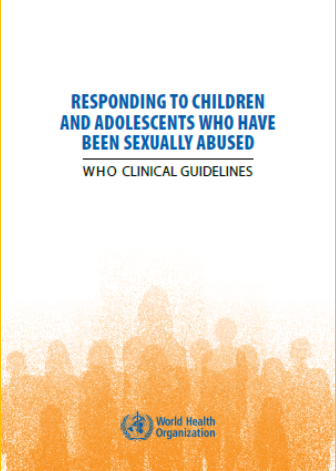 RESPONDING TO CHILDREN
AND ADOLESCENTS WHO HAVE
BEEN SEXUALLY ABUSED
WHO CLINICAL GUIDELINES
World Health
Organization